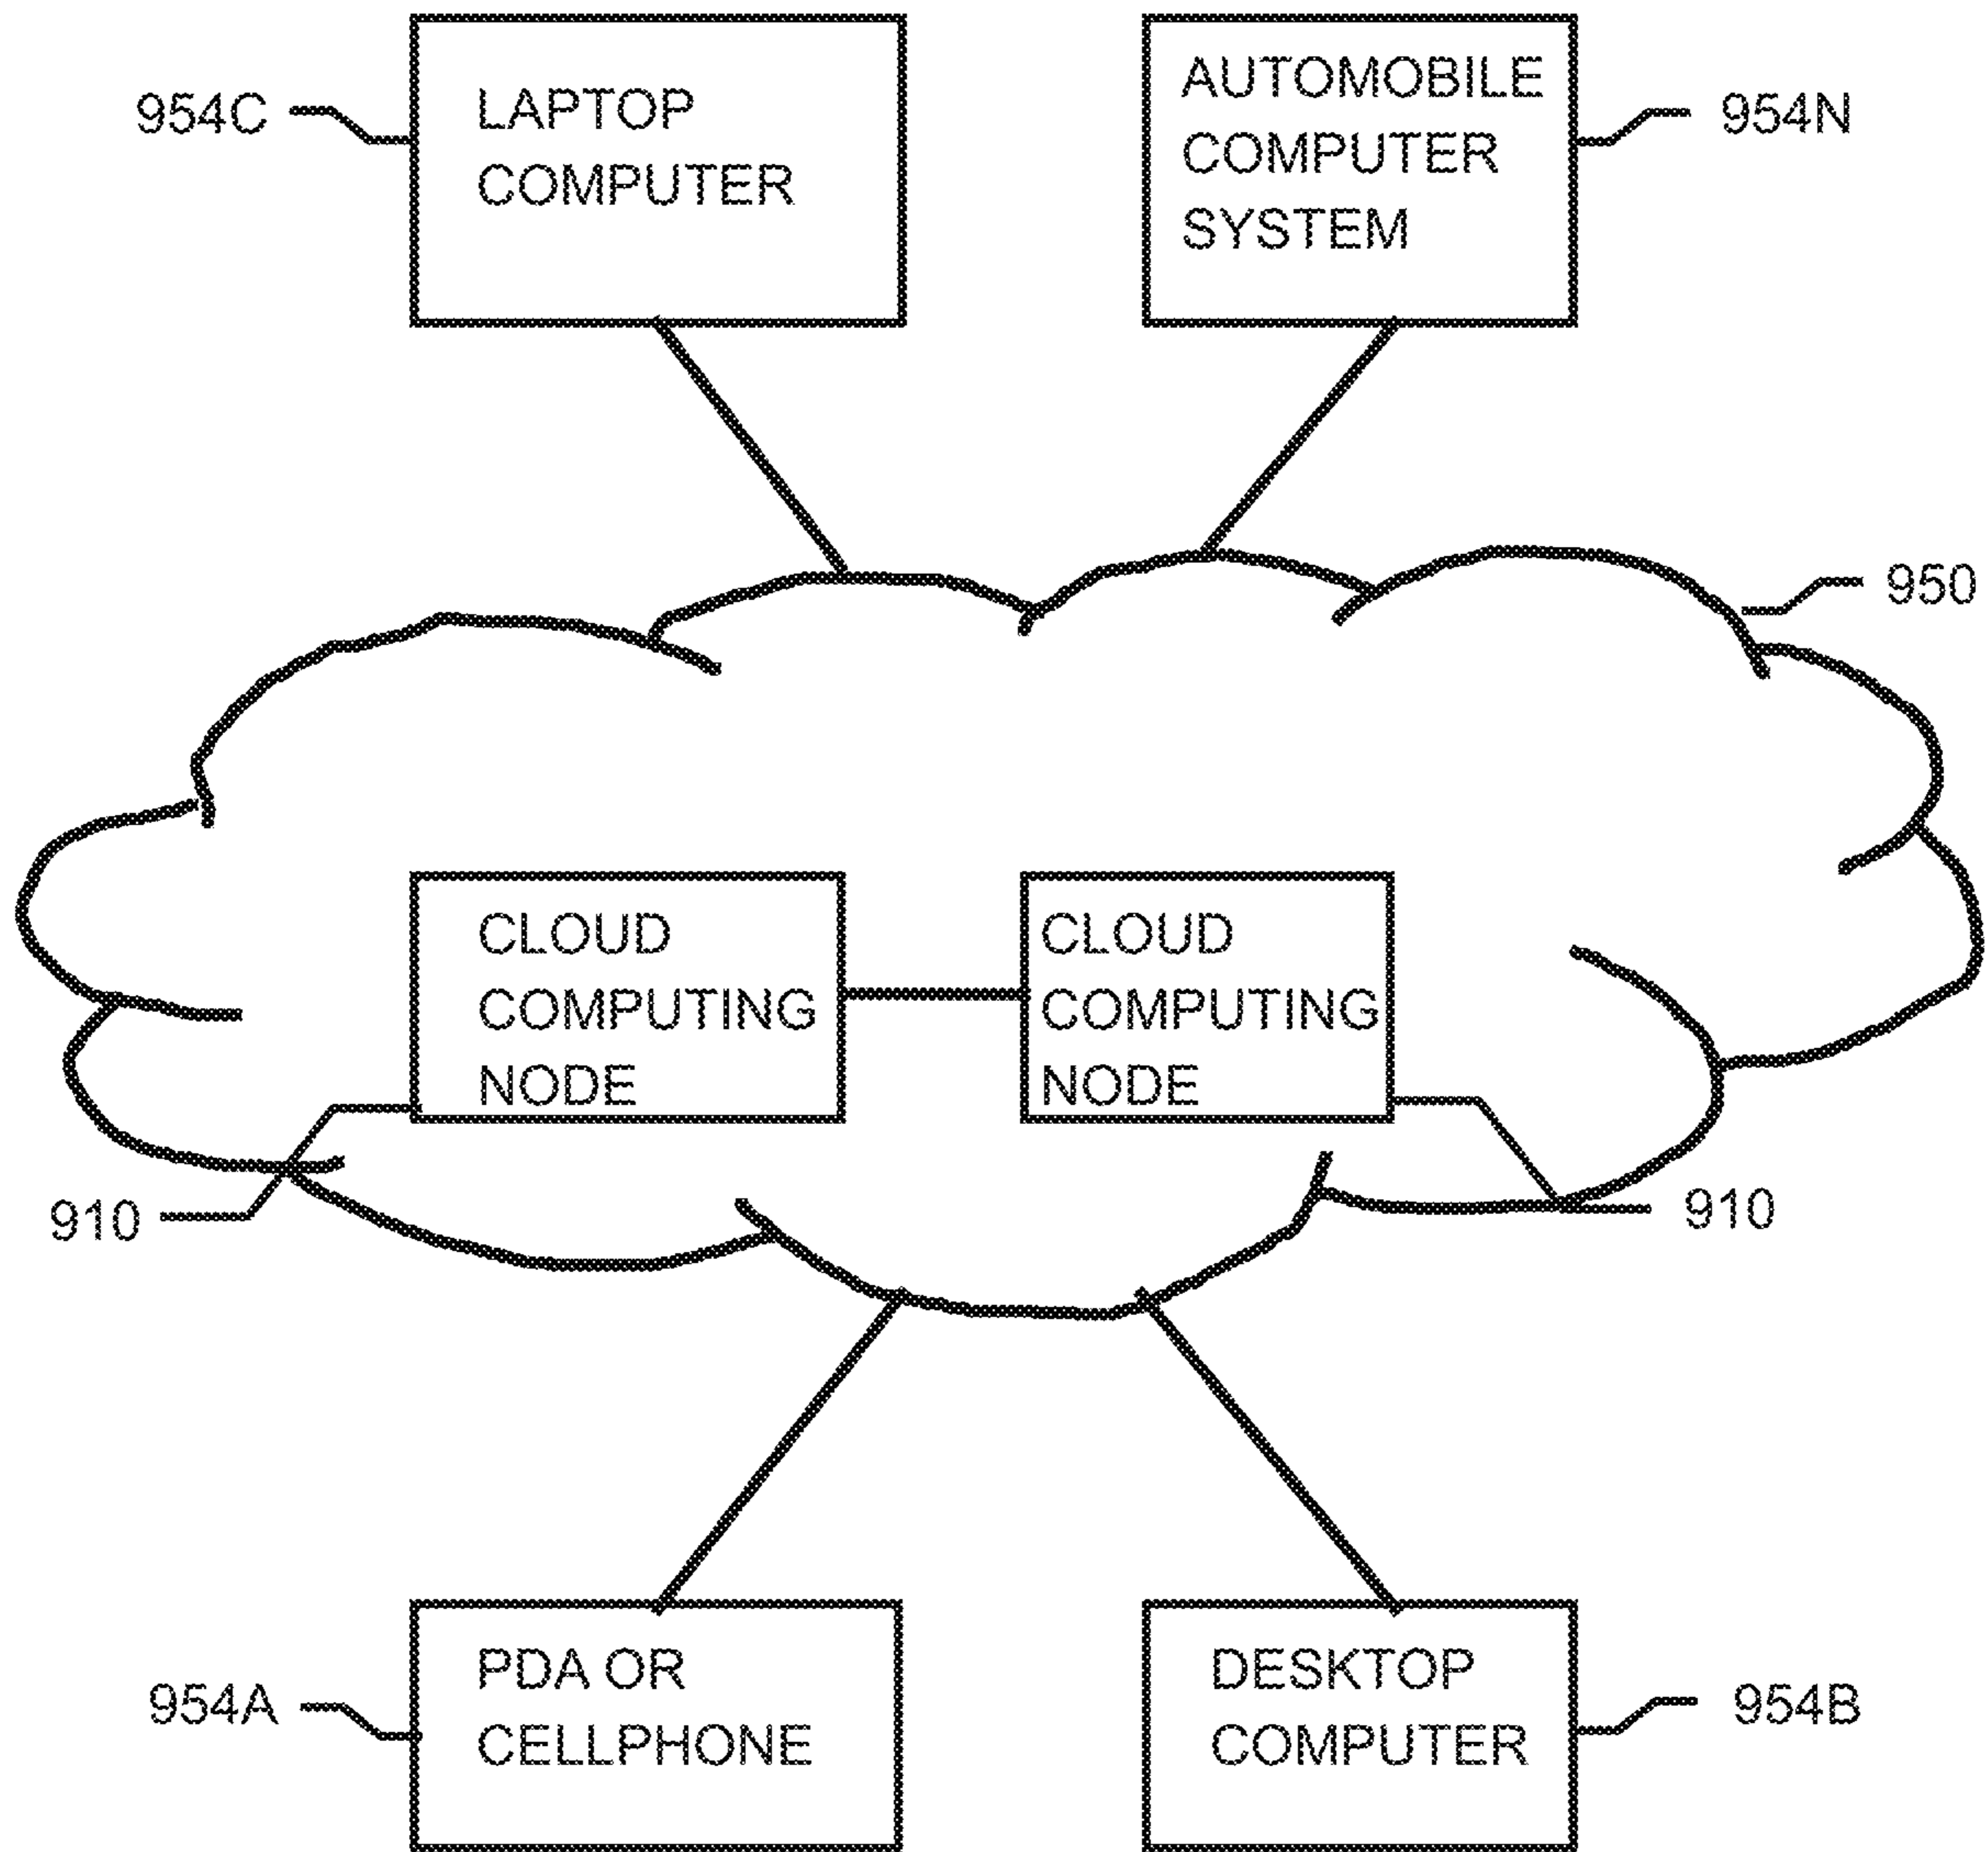 954C
LAPTOP
COMPUTER
AUTOMOBILE
COMPUTER
SYSTEM
954N
950
CLOUD
COMPUTING
NODE
CLOUD
COMPUTING
NODE
910
910
954A
PDA OR
CELLPHONE
DESKTOP
COMPUTER
954B